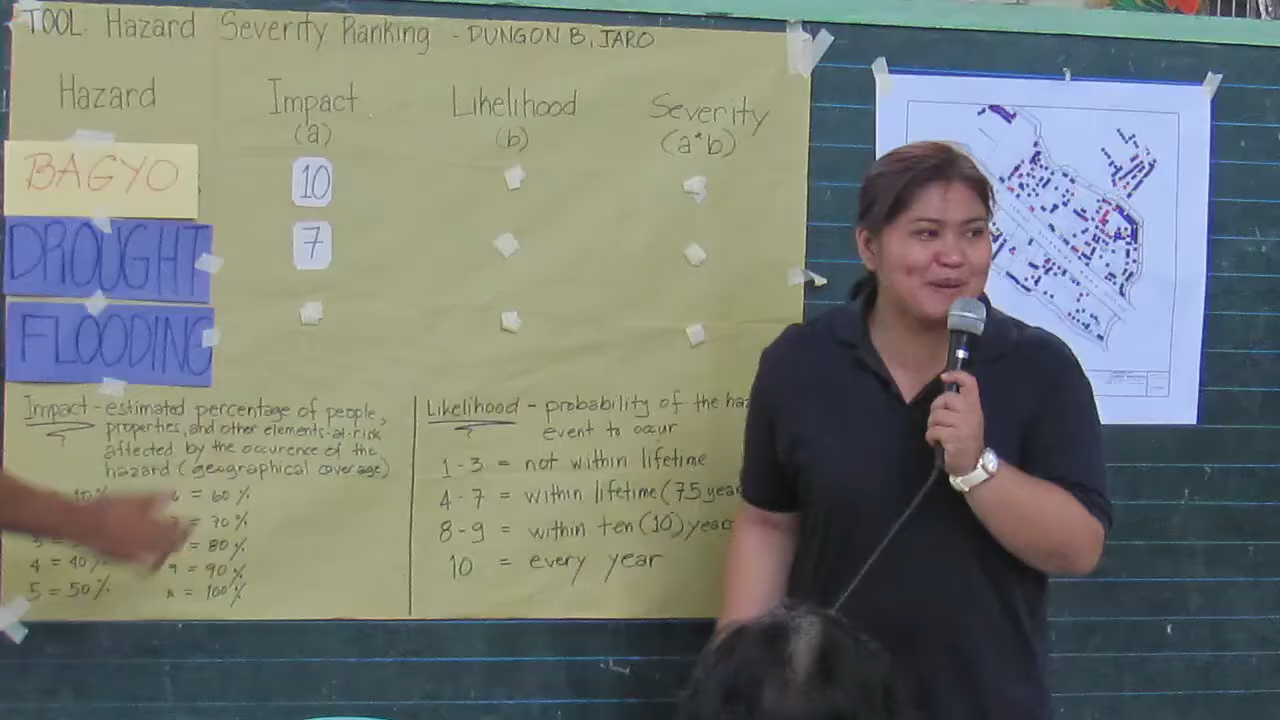 TOOL: Hazard Severity Ranking - DUNGON B, JARO
Hazard Impact Likelihood Severity
(a) (b) (a*b)
BAGYO 10
DROUGHT 7
FLOODING
Impact - estimated percentage of people,
properties, and other elements-at-risk
affected by the occurence of the
hazard (geographical coverage)
10% 6 = 60%
= 70%
3 = 80%
4 = 40% 9 = 90%
5 = 50% = 100%
Likelihood - probability of the
event to occur
1-3 = not within lifetime
4-7 = within lifetime (75
8-9 = within ten (10)
10 = every year